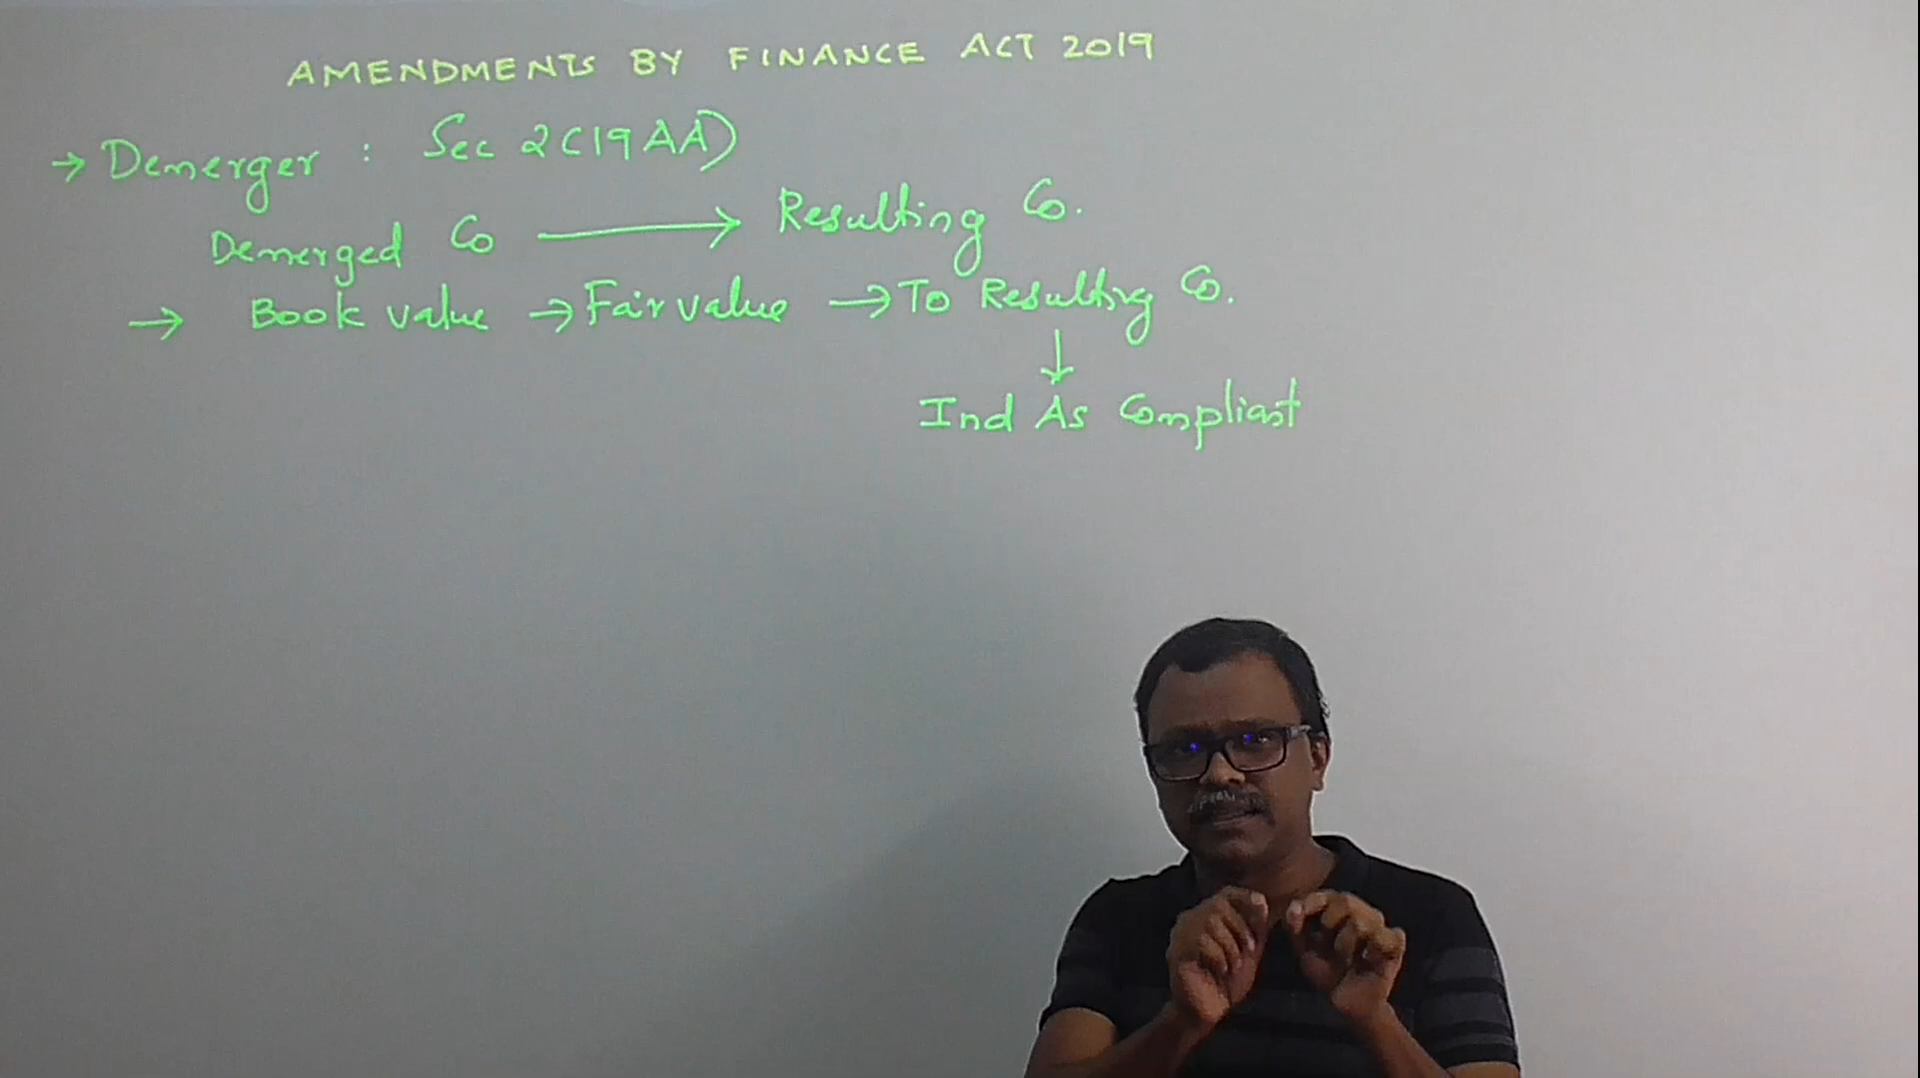 AMENDMENTS BY FINANCE ACT 2019
→ Demerger : Sec 2(19AA)
Demerged Co → Resulting Co.
→ Book value → Fair value → To Resulting Co.
↓
Ind As Compliant